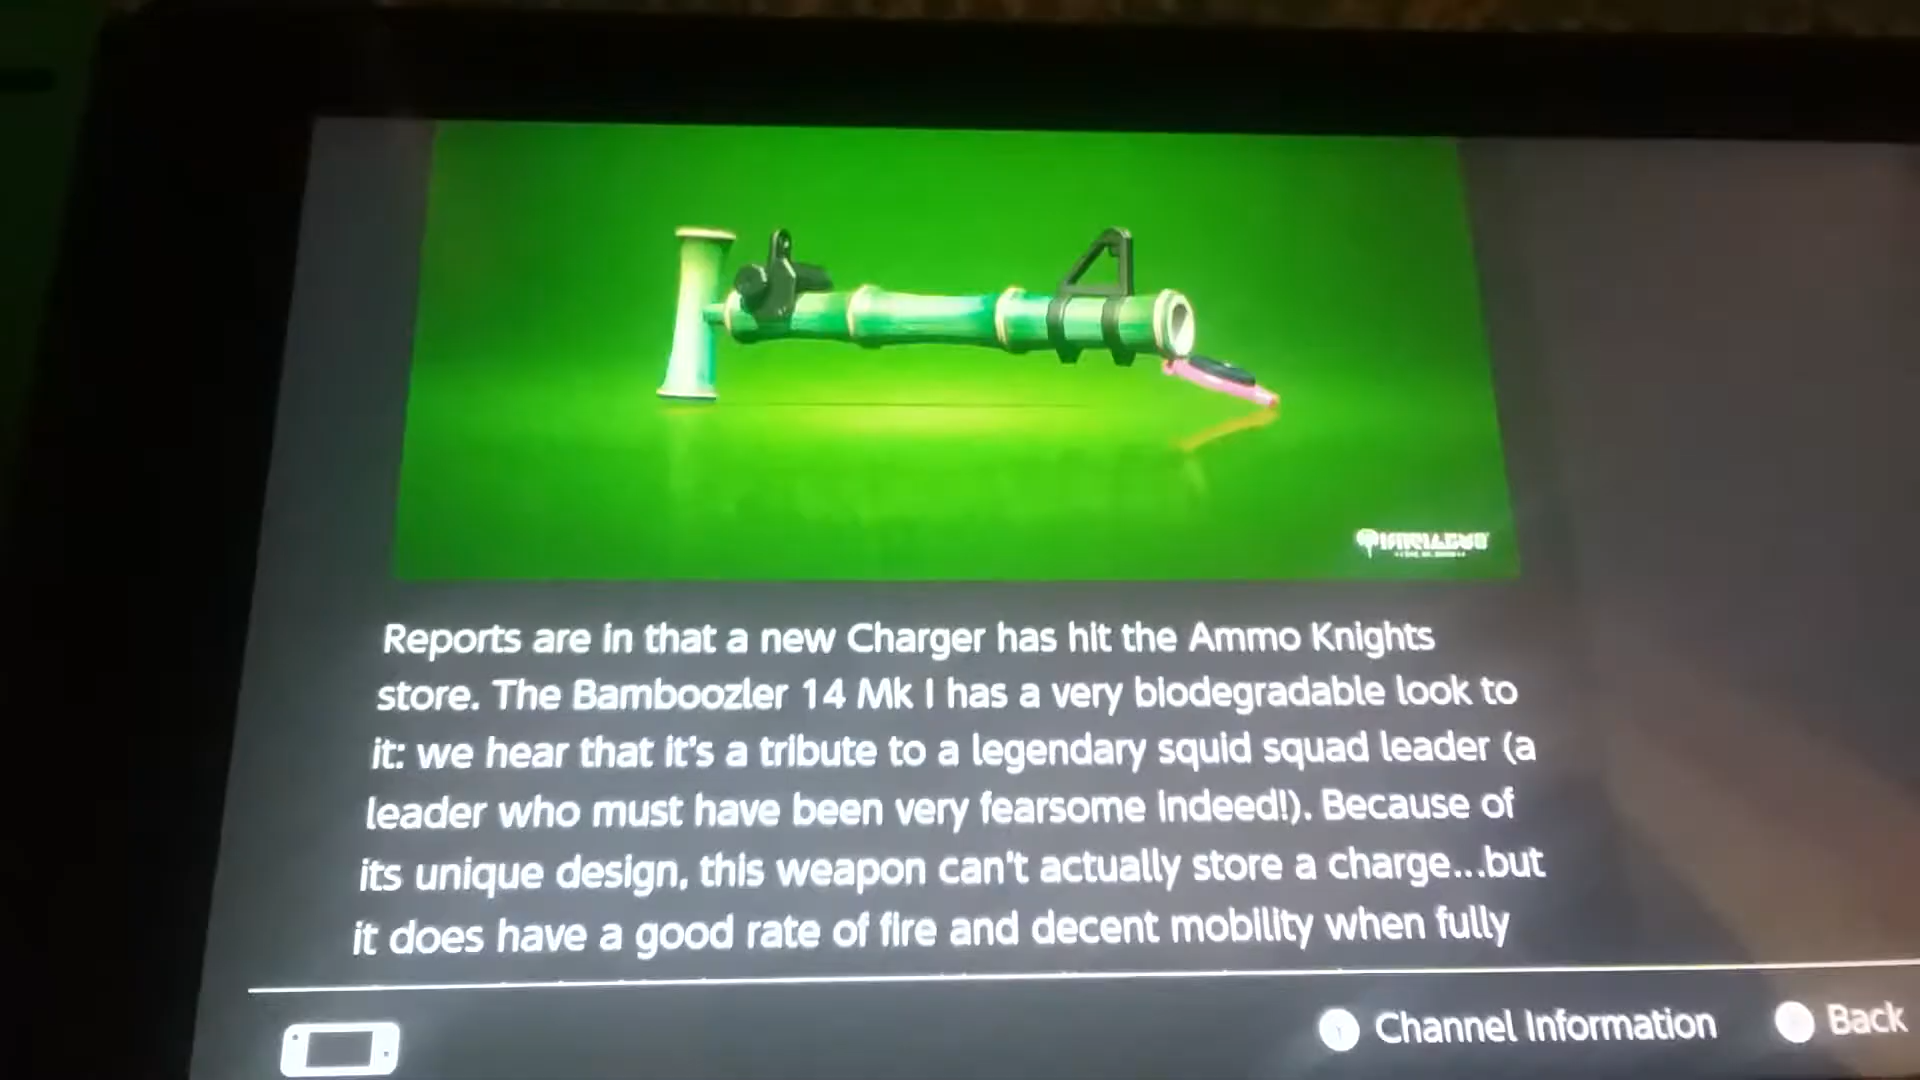 Reports are in that a new Charger has hit the Ammo Knights
store. The Bamboozler 14 Mk I has a very biodegradable look to
it: we hear that it's a tribute to a legendary squid squad leader (a
leader who must have been very fearsome indeed!). Because of
its unique design, this weapon can't actually store a charge...but
it does have a good rate of fire and decent mobility when fully
Channel Information
Back